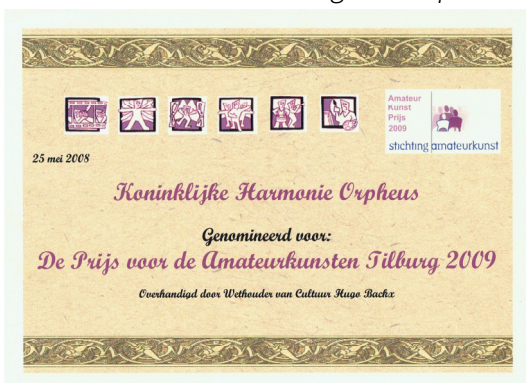 Amateur
Kunst
Prijs
2009
stichting amateurkunst
25 mei 2008
Koninklijke Harmonie Orpheus
Genomineerd voor:
De Prijs voor de Amateurkunsten Tilburg 2009
Overhandigd door Wethouder van Cultuur Hugo Backx